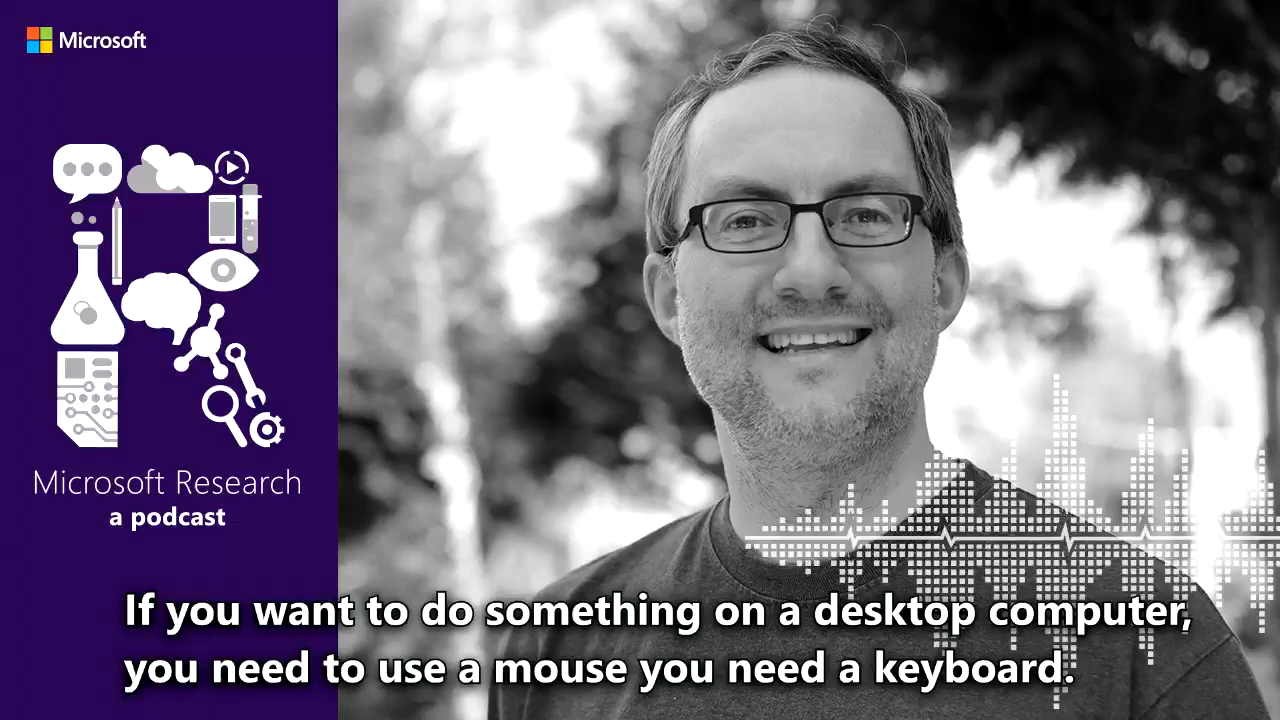 Microsoft
Microsoft Research
a podcast
If you want to do something on a desktop computer,
you need to use a mouse you need a keyboard.